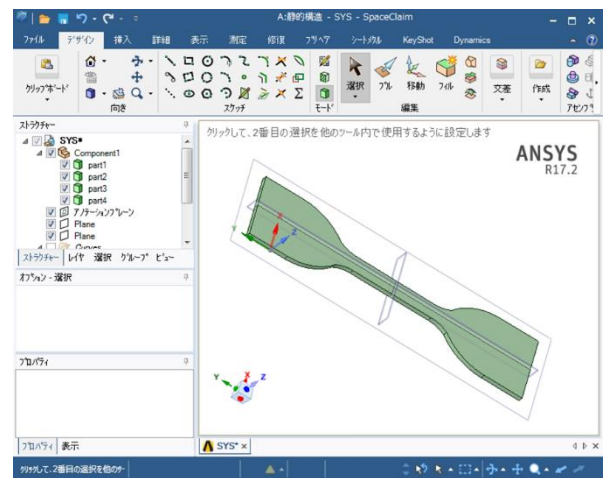 A:静的構造 - SYS - SpaceClaim
ファイル デザイン 挿入 詳細 表示 測定 修復 プリペア シートメタル KeyShot Dynamics
クリップボード 向き スケッチ モード 選択 プル 移動 フィル 編集 交差 作成
ストラクチャー
SYS*
Component1
part1
part2
part3
part4
アノテーションプレーン
Plane
Plane
Curves
ストラクチャー レイヤ 選択 グループ ビュー
オプション - 選択
プロパティ
プロパティ 表示
クリックして、2番目の選択を他のツール内で使用するように設定します
ANSYS
R17.2
X
Y
Z
Y
X
Z
SYS*
クリックして、2番目の選択を他のツー